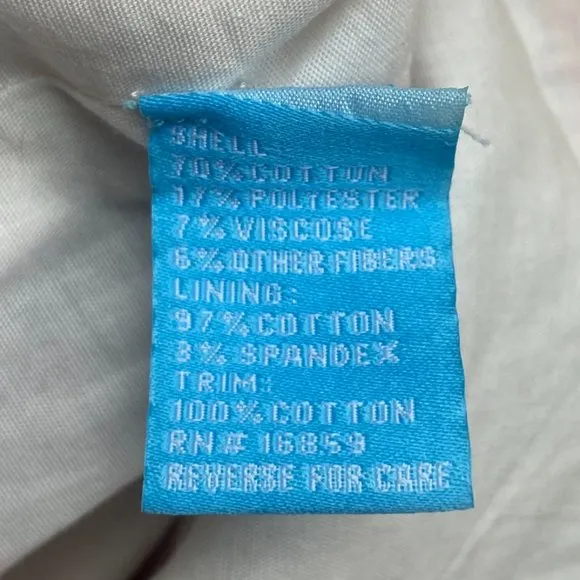 SHELL
70% COTTON
17% POLYESTER
7% VISCOSE
6% OTHER FIBERS
LINING:
97% COTTON
3% SPANDEX
TRIM:
100% COTTON
RN# 16859
REVERSE FOR CARE